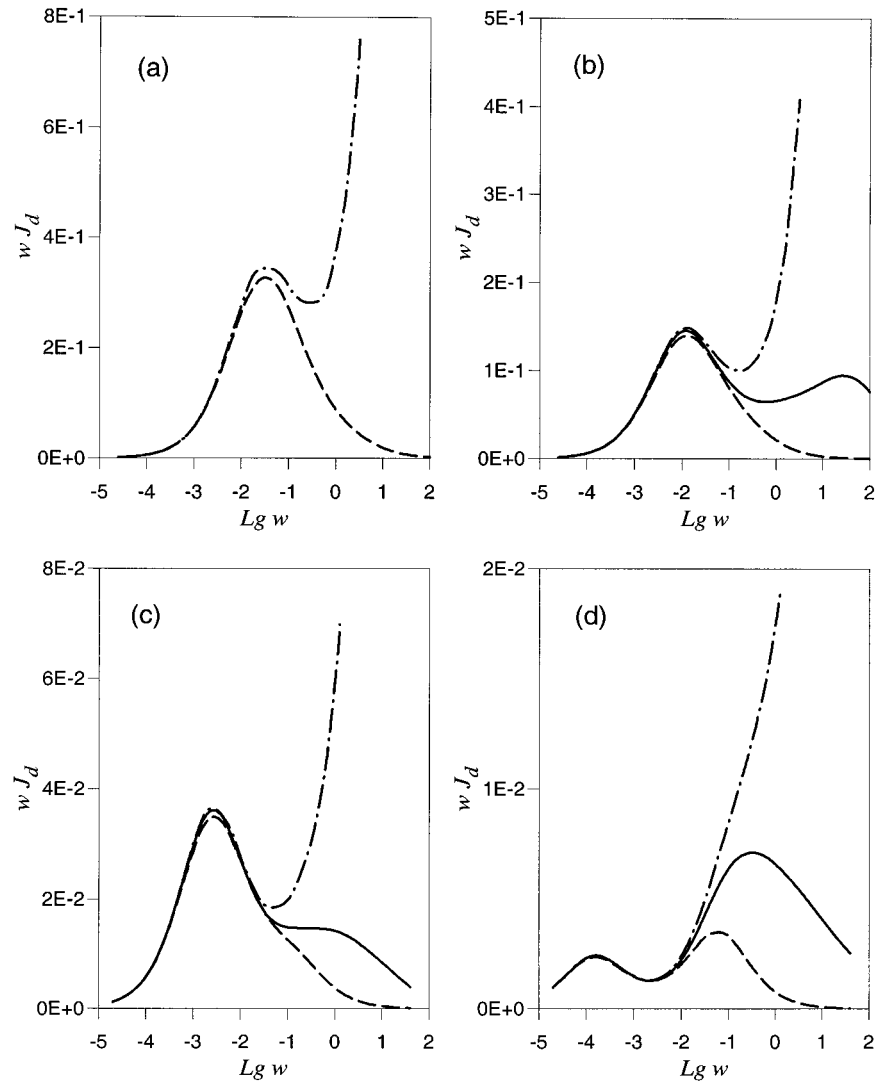 (a)
8E-1
6E-1
4E-1
2E-1
0E+0
w J_d
-5 -4 -3 -2 -1 0 1 2
Lg w
(b)
5E-1
4E-1
3E-1
2E-1
1E-1
0E+0
w J_d
-5 -4 -3 -2 -1 0 1 2
Lg w
(c)
8E-2
6E-2
4E-2
2E-2
0E+0
w J_d
-5 -4 -3 -2 -1 0 1 2
Lg w
(d)
2E-2
1E-2
0E+0
w J_d
-5 -4 -3 -2 -1 0 1 2
Lg w